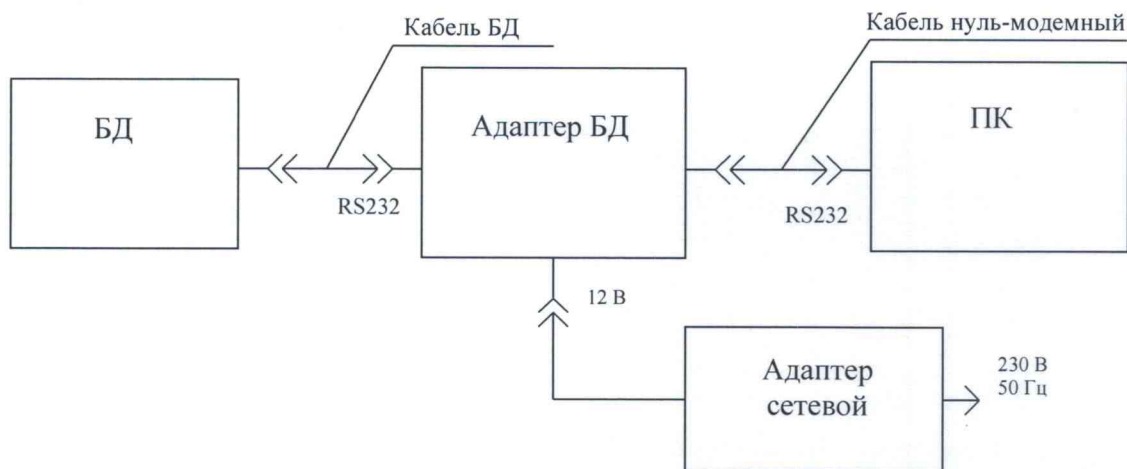 Кабель БД
Кабель нуль-модемный
БД
Адаптер БД
ПК
RS232
RS232
12 В
Адаптер
сетевой
230 В
50 Гц